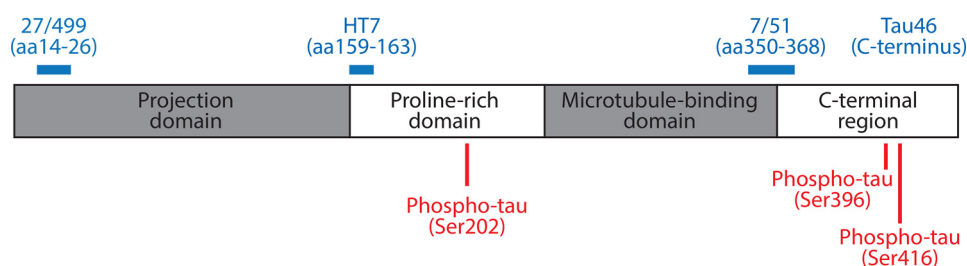 27/499
(aa14-26)
HT7
(aa159-163)
7/51
(aa350-368)
Tau46
(C-terminus)
Projection
domain
Proline-rich
domain
Microtubule-binding
domain
C-terminal
region
Phospho-tau
(Ser202)
Phospho-tau
(Ser396)
Phospho-tau
(Ser416)